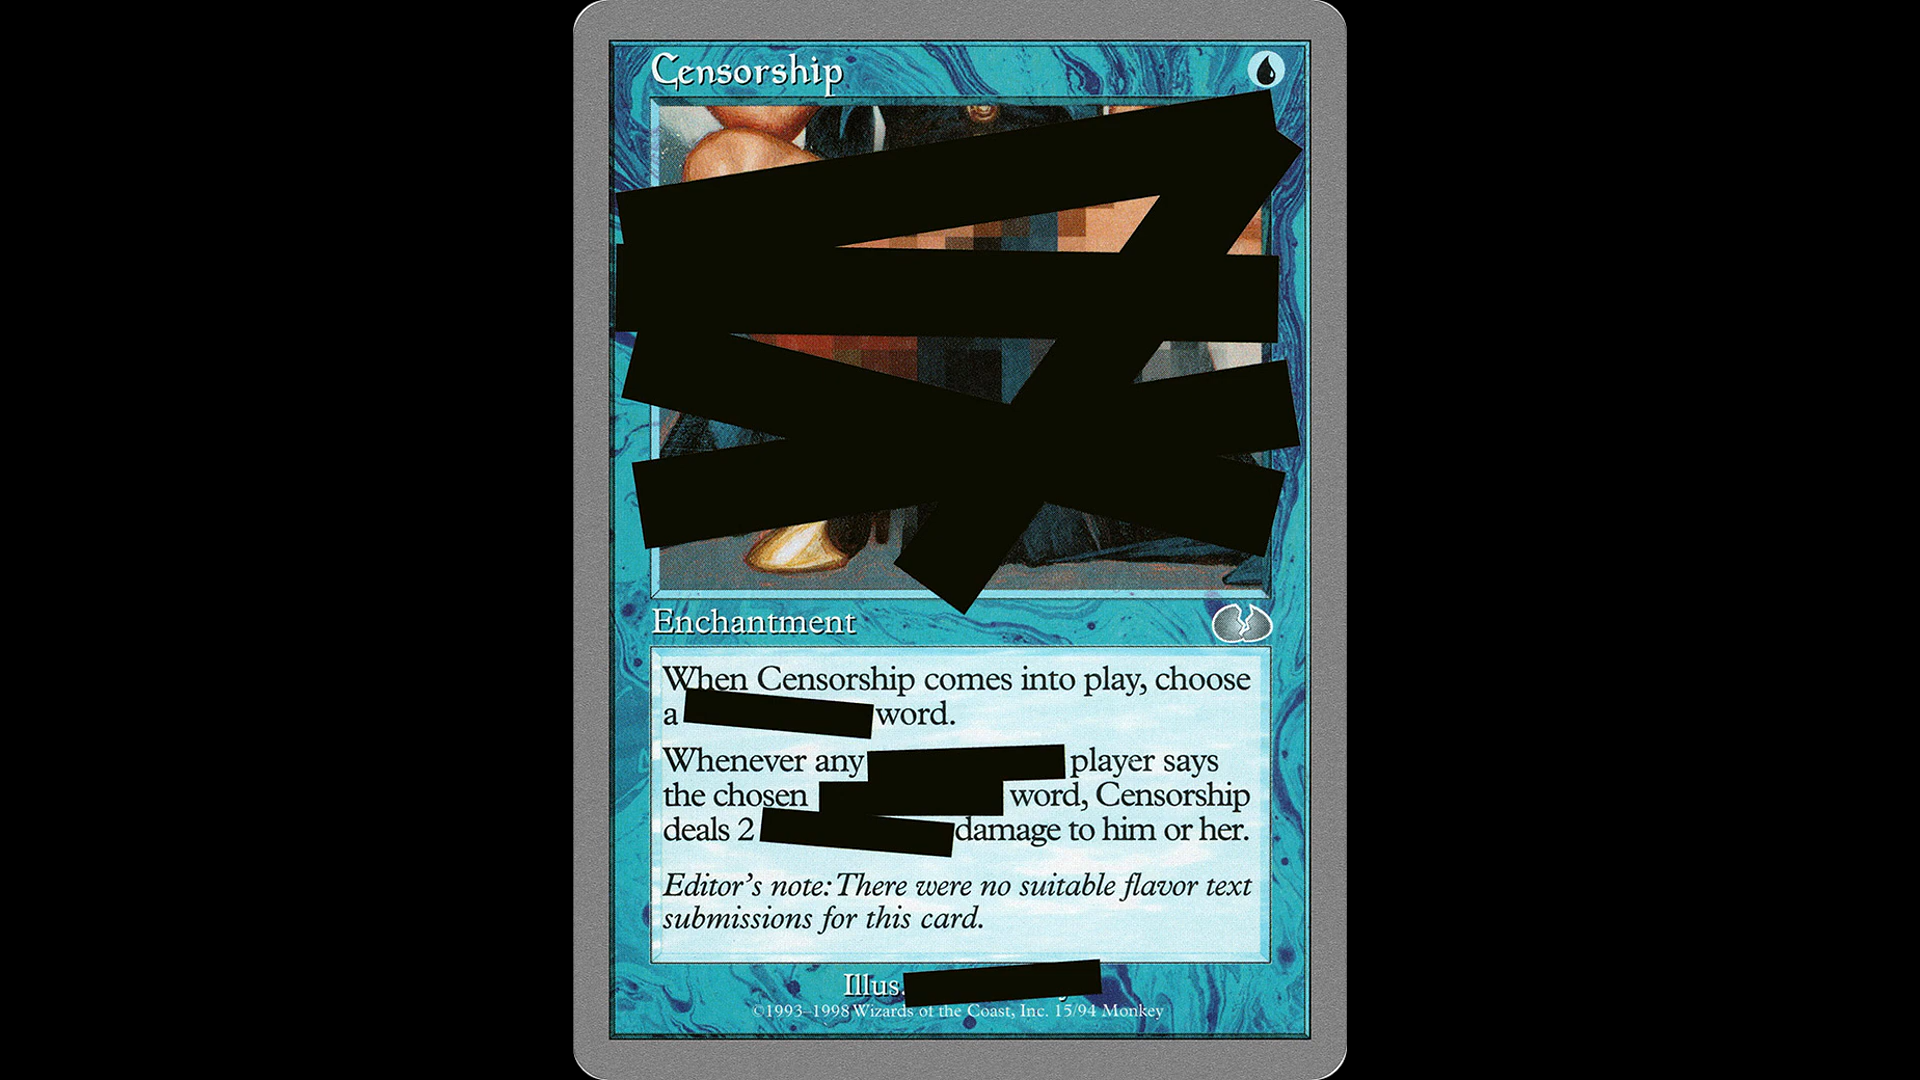 Censorship
Enchantment
When Censorship comes into play, choose
a word.
Whenever any player says
the chosen word, Censorship
deals 2 damage to him or her.
Editor's note: There were no suitable flavor text
submissions for this card.
Illus.
©1993–1998 Wizards of the Coast, Inc. 15/94 Monkey